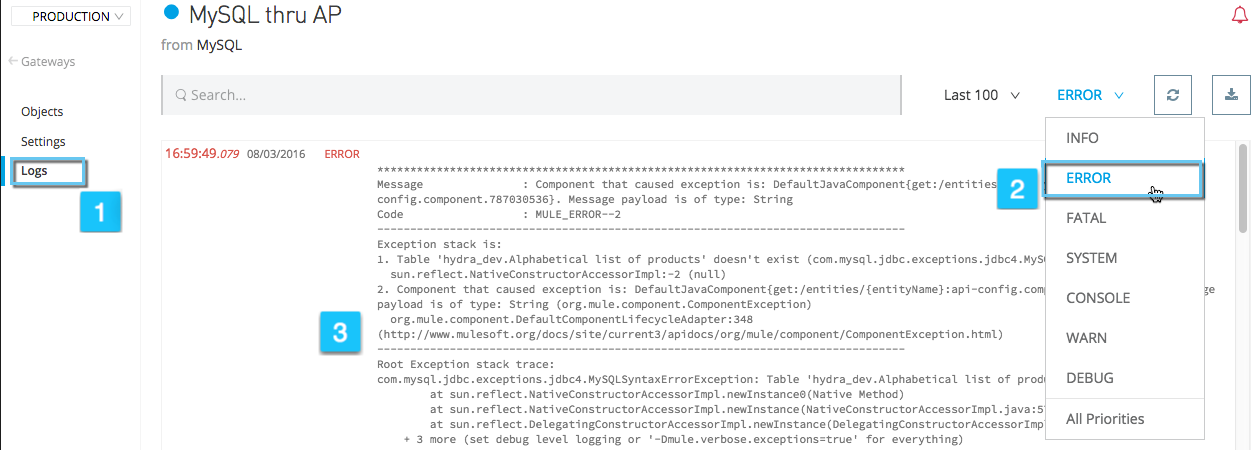 PRODUCTION
MySQL thru AP
from MySQL
Gateways
Objects
Settings
Logs
1
Search...
Last 100
ERROR
INFO
ERROR
FATAL
SYSTEM
CONSOLE
WARN
DEBUG
All Priorities
2
3
16:59:49.079 08/03/2016 ERROR
********************************************************************************
Message : Component that caused exception is: DefaultJavaComponent{get:/entities
config.component.787030536}. Message payload is of type: String
Code : MULE_ERROR--2
--------------------------------------------------------------------------------
Exception stack is:
1. Table 'hydra_dev.Alphabetical list of products' doesn't exist (com.mysql.jdbc.exceptions.jdbc4.MySQ
sun.reflect.NativeConstructorAccessorImpl:-2 (null)
2. Component that caused exception is: DefaultJavaComponent{get:/entities/{entityName}:api-config.comp ge
payload is of type: String (org.mule.component.ComponentException)
org.mule.component.DefaultComponentLifecycleAdapter:348
(http://www.mulesoft.org/docs/site/current3/apidocs/org/mule/component/ComponentException.html)
--------------------------------------------------------------------------------
Root Exception stack trace:
com.mysql.jdbc.exceptions.jdbc4.MySQLSyntaxErrorException: Table 'hydra_dev.Alphabetical list of produ
at sun.reflect.NativeConstructorAccessorImpl.newInstance0(Native Method)
at sun.reflect.NativeConstructorAccessorImpl.newInstance(NativeConstructorAccessorImpl.java:57
at sun.reflect.DelegatingConstructorAccessorImpl.newInstance(DelegatingConstructorAccessorImpl
+ 3 more (set debug level logging or '-Dmule.verbose.exceptions=true' for everything)